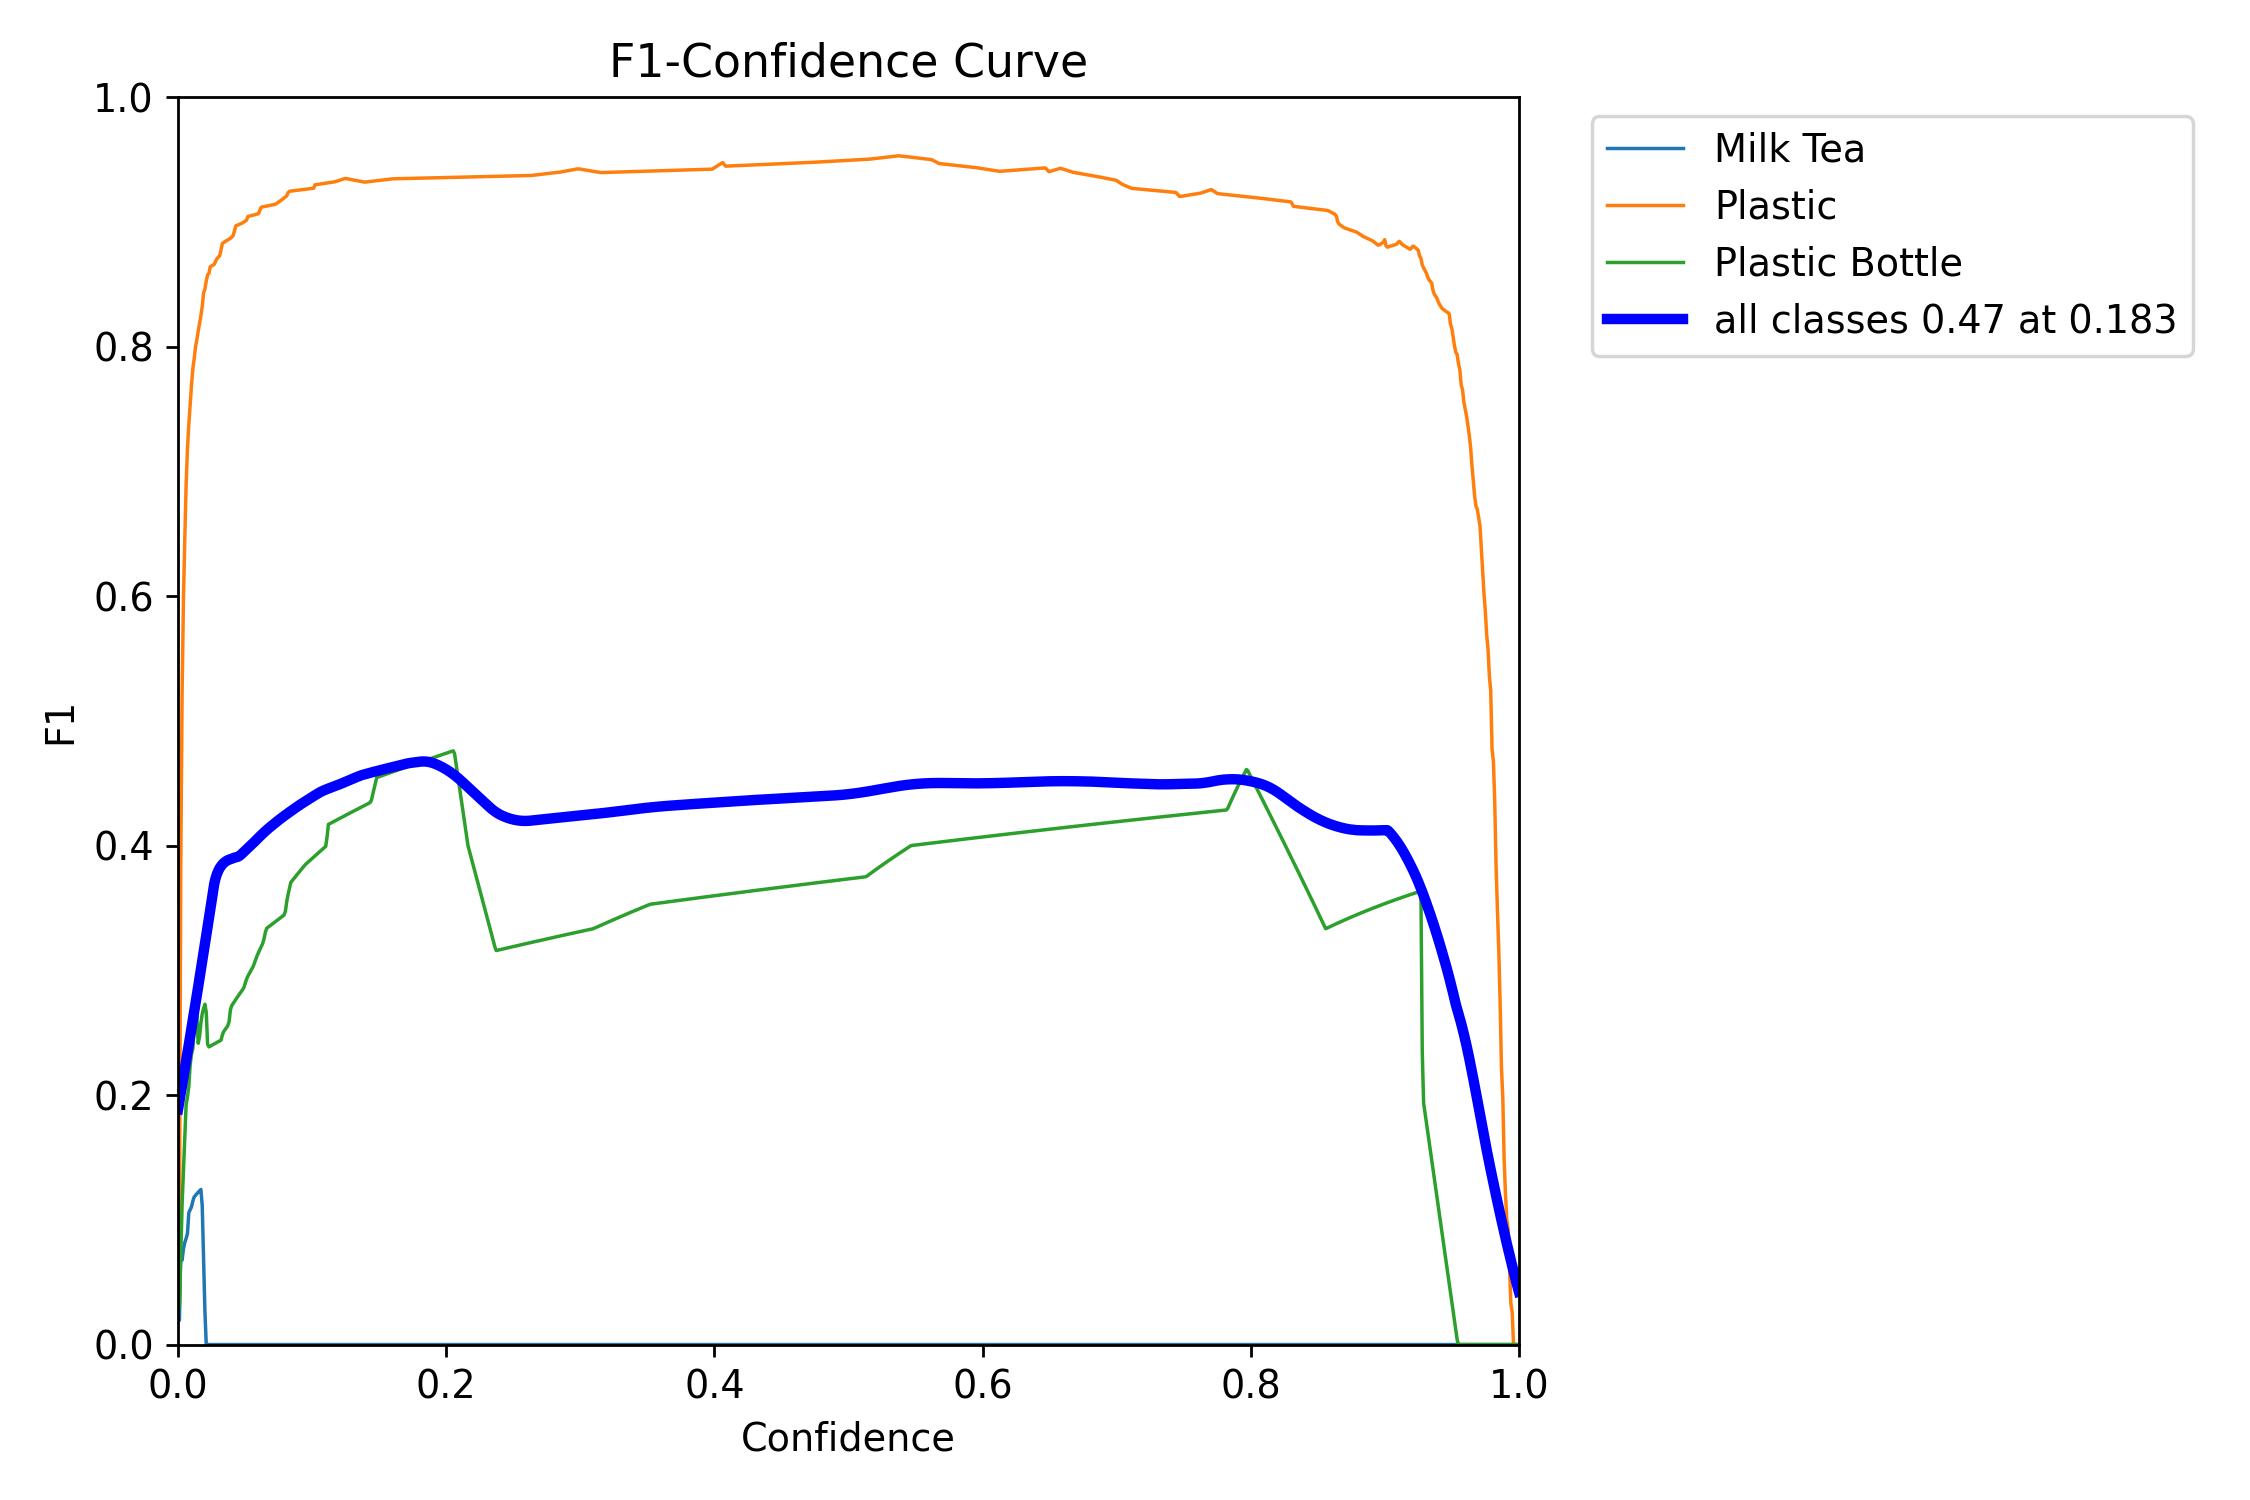 F1-Confidence Curve
1.0
0.8
0.6
0.4
0.2
0.0
F1
0.0 0.2 0.4 0.6 0.8 1.0
Confidence
Milk Tea
Plastic
Plastic Bottle
all classes 0.47 at 0.183